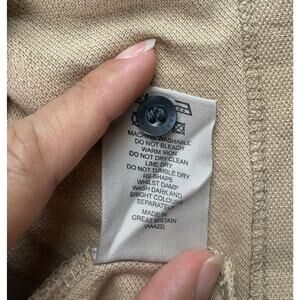 MACHINE WASHABLE
DO NOT BLEACH
WARM IRON
DO NOT DRY CLEAN
LINE DRY
DO NOT TUMBLE DRY
RE-SHAPE
WHILST DAMP
WASH DARK AND
BRIGHT COLOURS
SEPARATELY
MADE IN
GREAT BRITAIN
(AAA22)